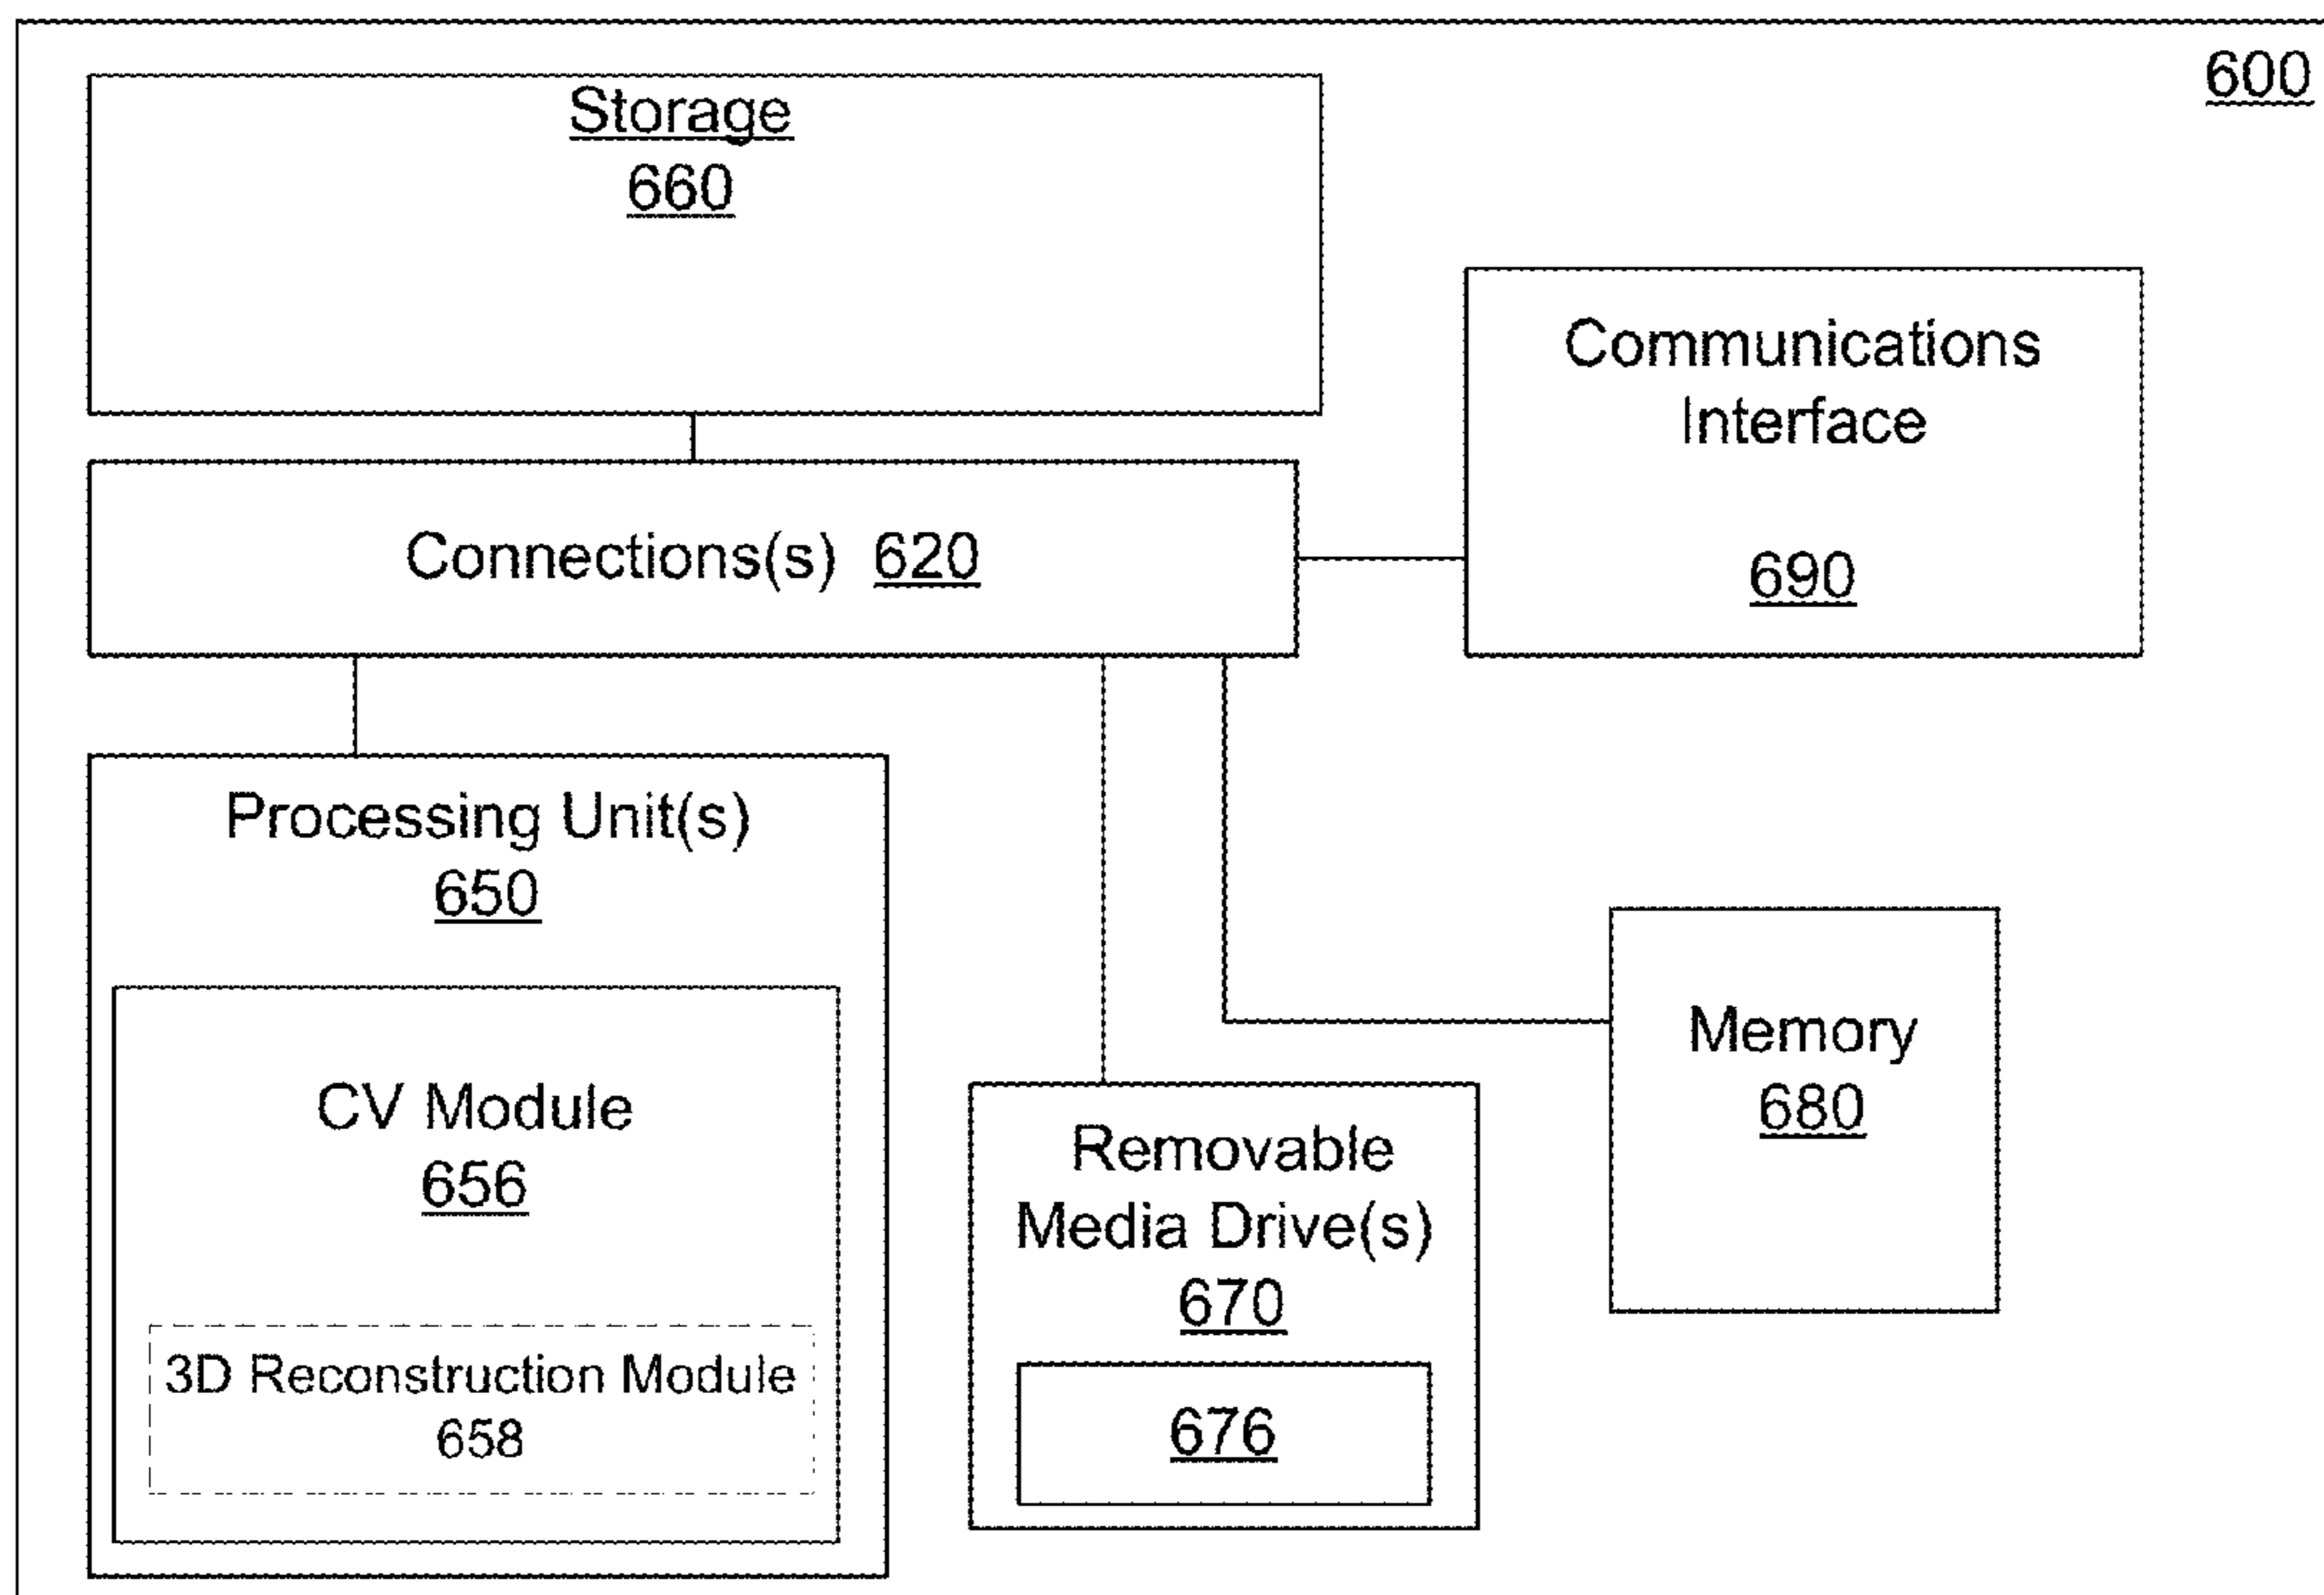 600
Storage
660
Communications
Interface
690
Connections(s) 620
Processing Unit(s)
650
CV Module
656
3D Reconstruction Module
658
Removable
Media Drive(s)
670
676
Memory
680